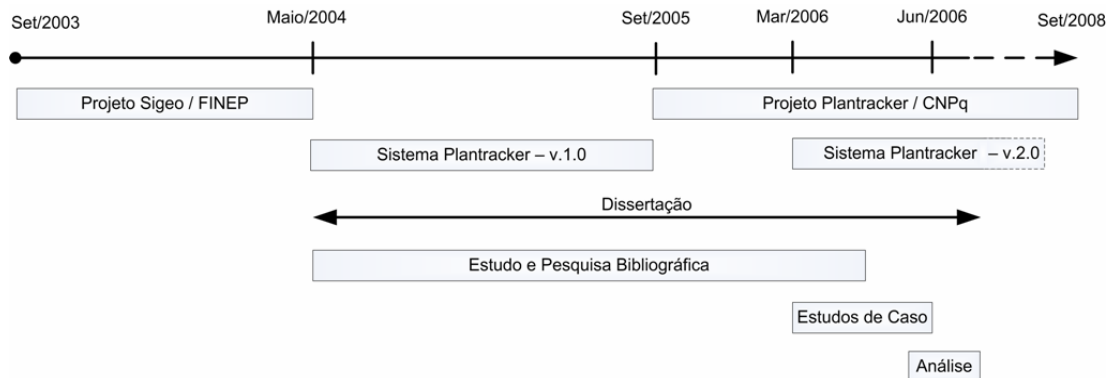 Set/2003
Maio/2004
Set/2005
Mar/2006
Jun/2006
Set/2008
Projeto Sigeo / FINEP
Projeto Plantracker / CNPq
Sistema Plantracker – v.1.0
Sistema Plantracker – v.2.0
Dissertação
Estudo e Pesquisa Bibliográfica
Estudos de Caso
Análise